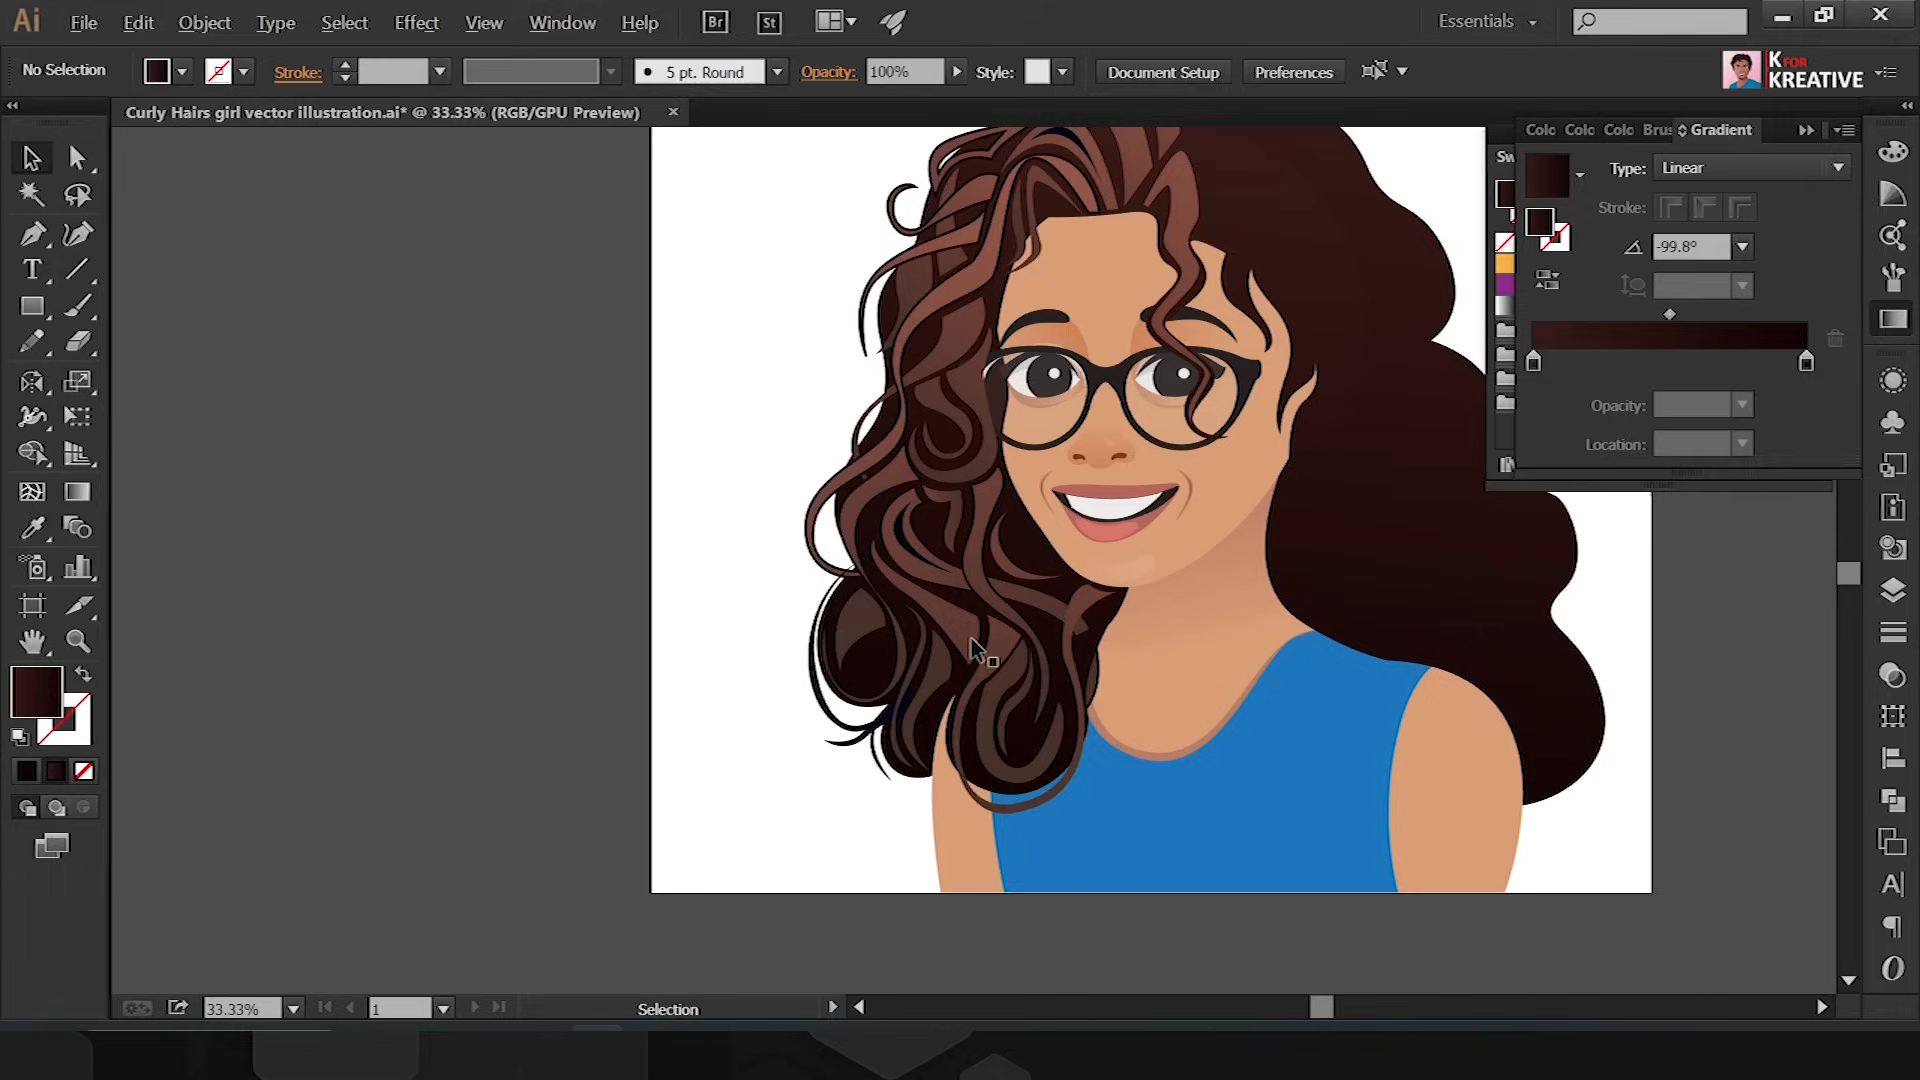 Ai File Edit Object Type Select Effect View Window Help Br St Essentials
No Selection Stroke: 5 pt. Round Opacity: 100% Style: Document Setup Preferences K FOR KREATIVE
Curly Hairs girl vector illustration.ai* @ 33.33% (RGB/GPU Preview)
Colo Colo Colo Brus Gradient
Sw
Type: Linear
Stroke:
-99.8°
Opacity:
Location:
33.33% 1 Selection